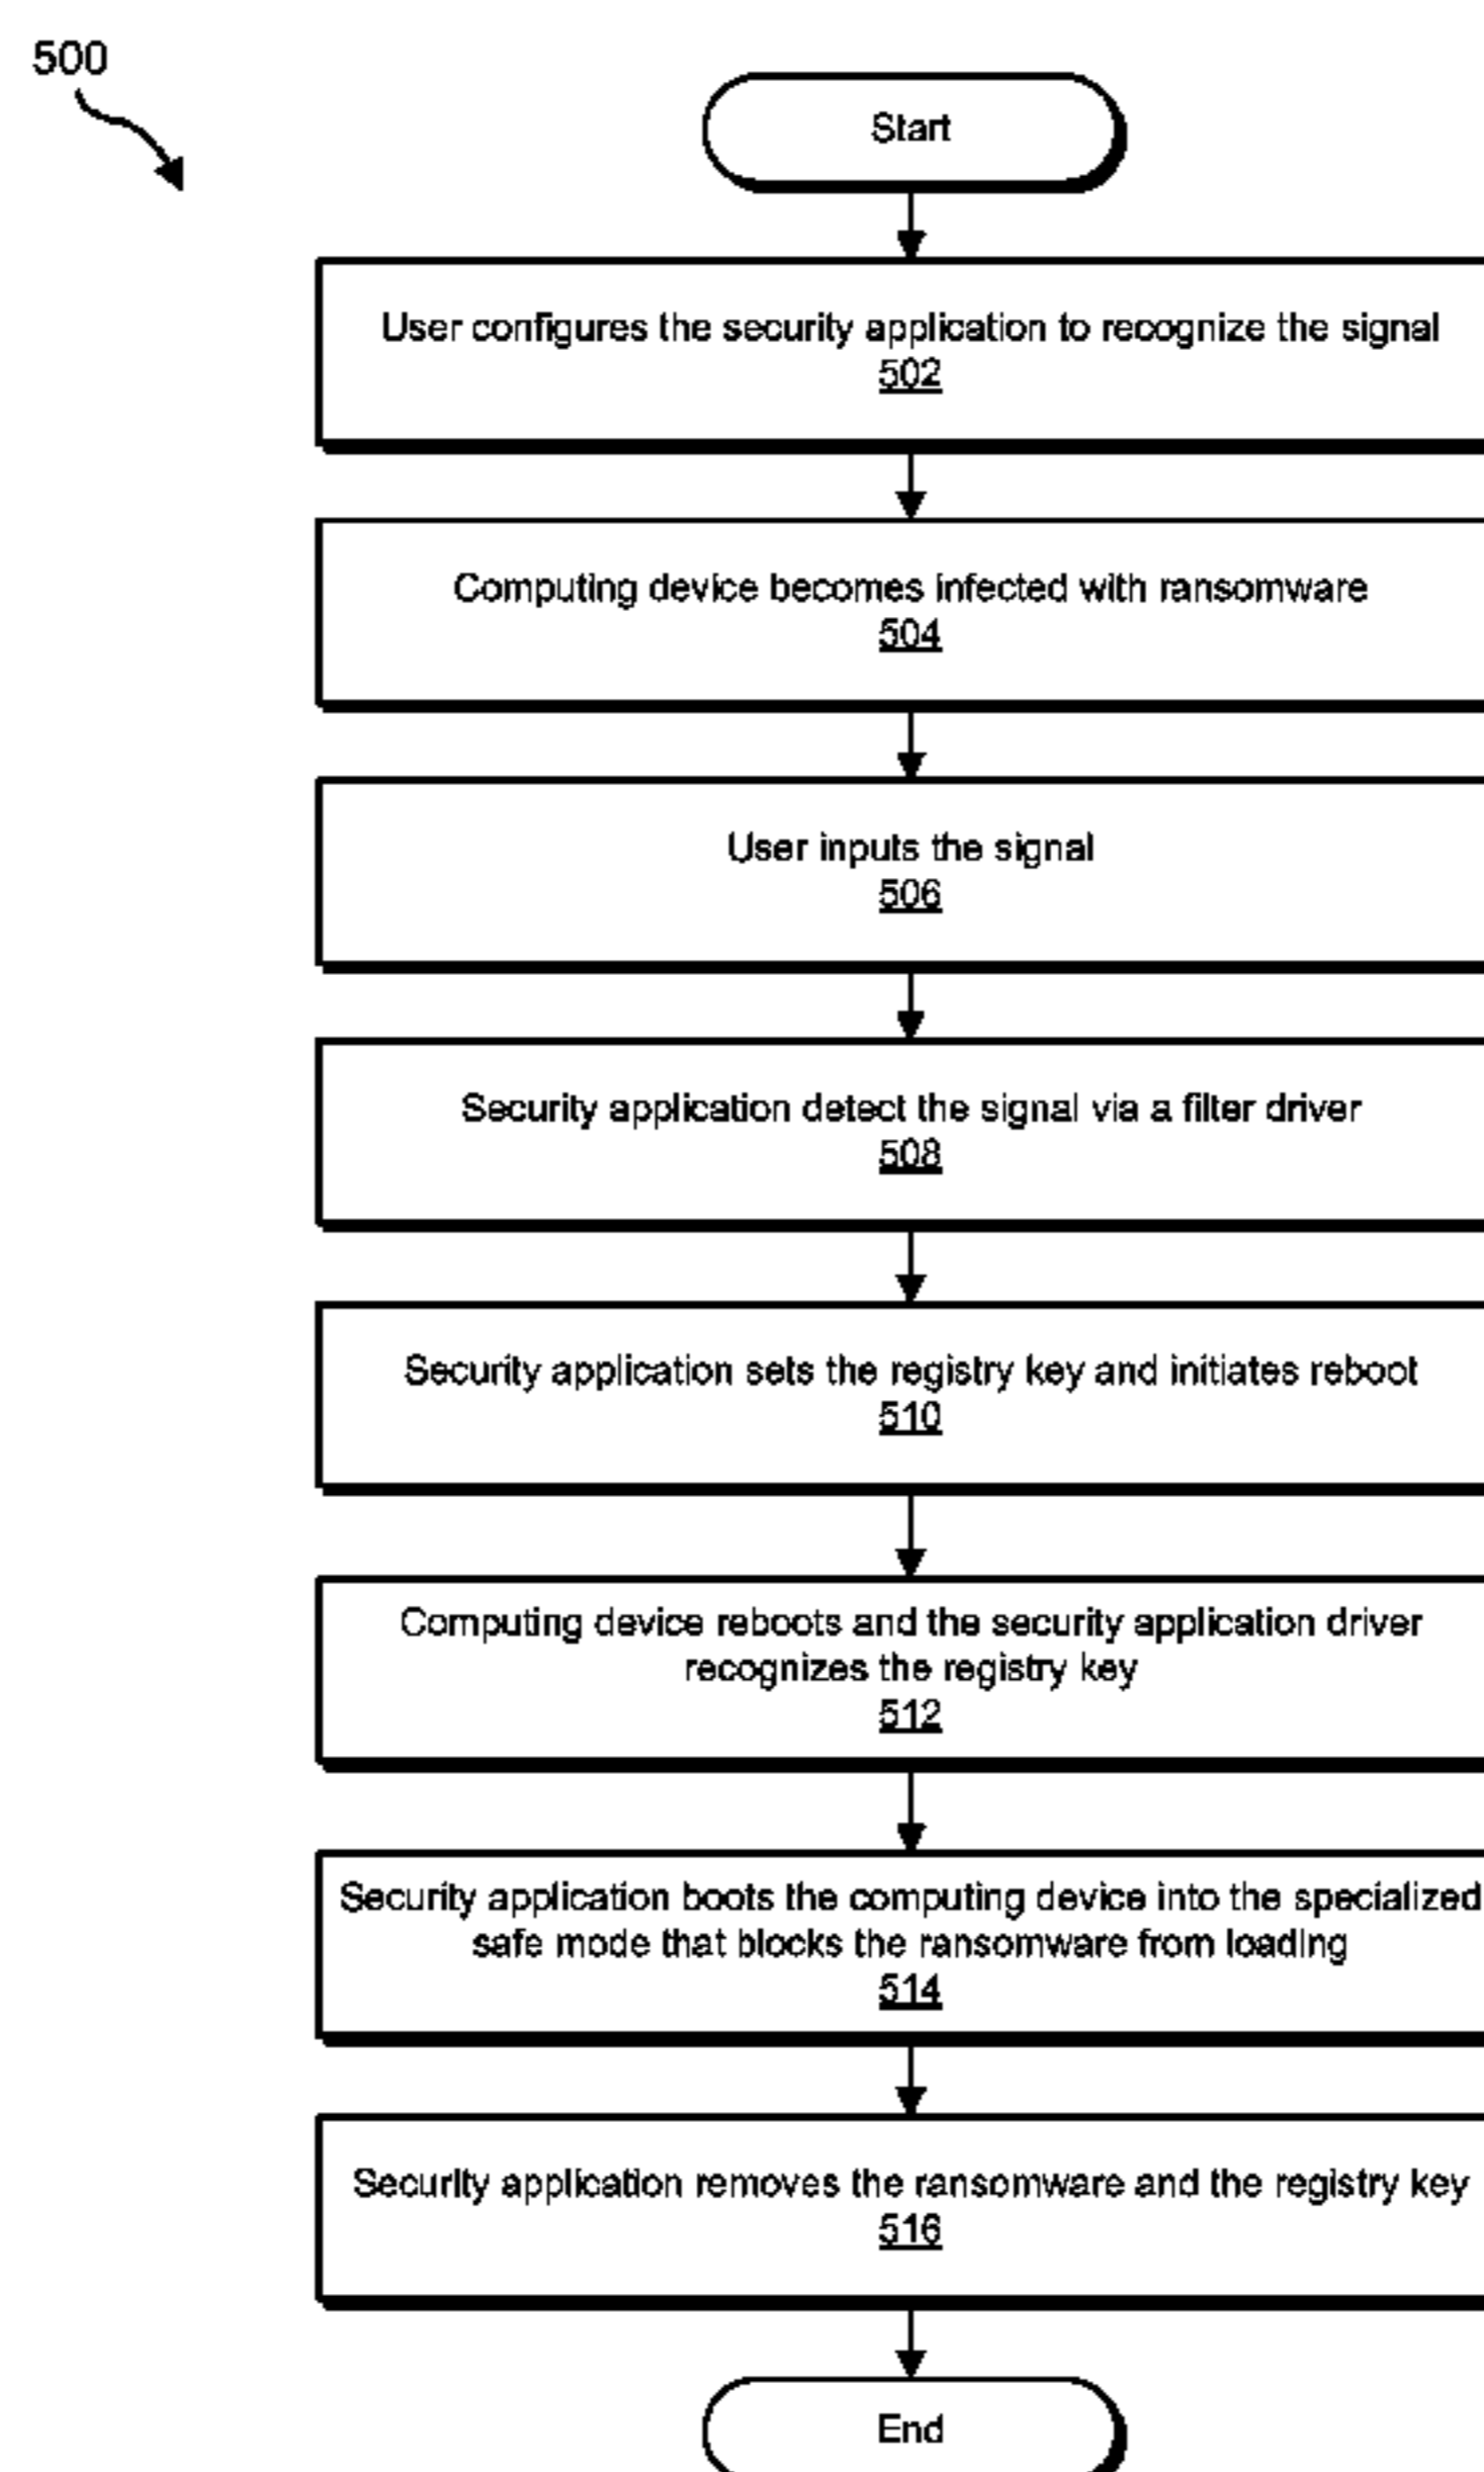 500
Start
User configures the security application to recognize the signal
502
Computing device becomes infected with ransomware
504
User inputs the signal
506
Security application detect the signal via a filter driver
508
Security application sets the registry key and initiates reboot
510
Computing device reboots and the security application driver
recognizes the registry key
512
Security application boots the computing device into the specialized
safe mode that blocks the ransomware from loading
514
Security application removes the ransomware and the registry key
516
End